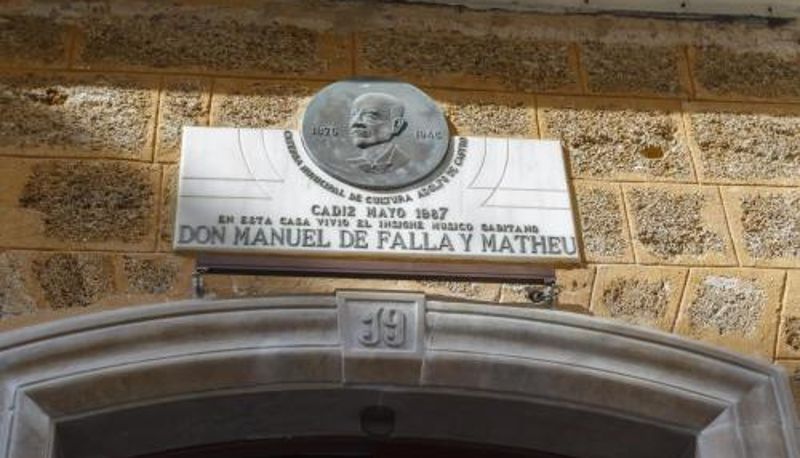 1876 1946
CATEDRA MUNICIPAL DE CULTURA ADOLFO DE CASTRO
CADIZ MAYO 1987
EN ESTA CASA VIVIO EL INSIGNE MUSICO GADITANO
DON MANUEL DE FALLA Y MATHEU
19